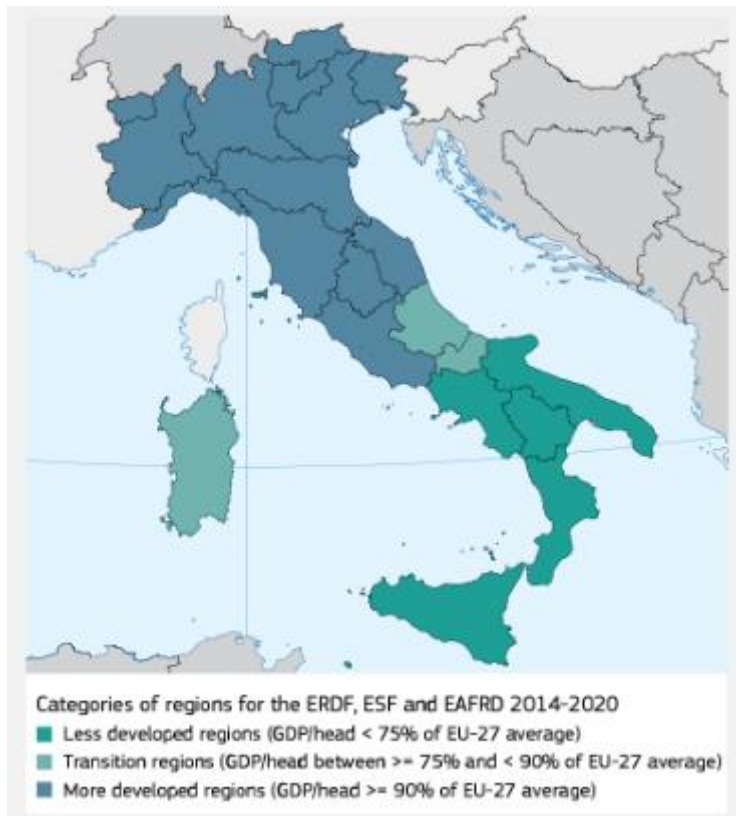 Categories of regions for the ERDF, ESF and EAFRD 2014-2020
Less developed regions (GDP/head < 75% of EU-27 average)
Transition regions (GDP/head between >= 75% and < 90% of EU-27 average)
More developed regions (GDP/head >= 90% of EU-27 average)